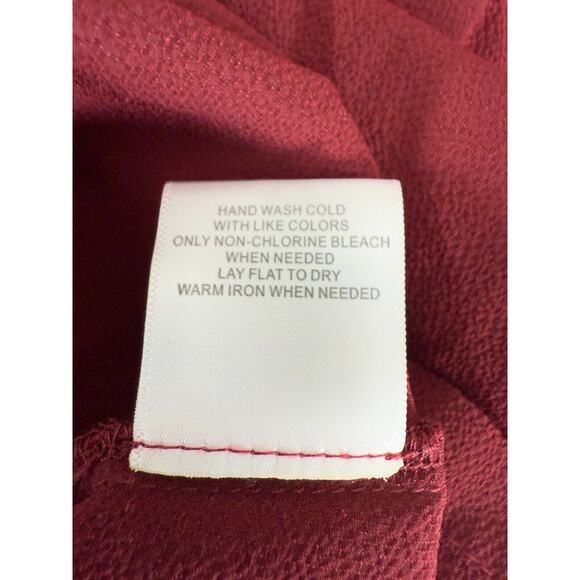 HAND WASH COLD
WITH LIKE COLORS
ONLY NON-CHLORINE BLEACH
WHEN NEEDED
LAY FLAT TO DRY
WARM IRON WHEN NEEDED